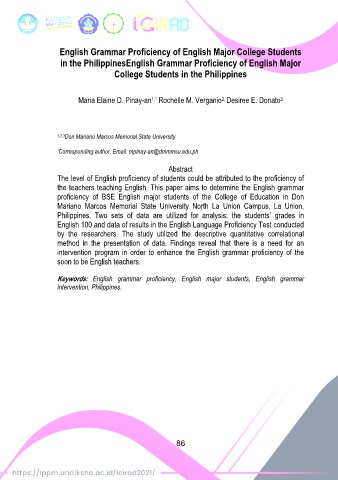 iCIRAD
English Grammar Proficiency of English Major College Students
in the PhilippinesEnglish Grammar Proficiency of English Major
College Students in the Philippines
Maria Elaine D. Pinay-an1,* Rochelle M. Verganio2, Desiree E. Donato3
1,2,3Don Mariano Marcos Memorial State University
*Corresponding author. Email: mpinay-an@dmmmsu.edu.ph
Abstract
The level of English proficiency of students could be attributed to the proficiency of
the teachers teaching English. This paper aims to determine the English grammar
proficiency of BSE English major students of the College of Education in Don
Mariano Marcos Memorial State University North La Union Campus, La Union,
Philippines. Two sets of data are utilized for analysis: the students' grades in
English 100 and data of results in the English Language Proficiency Test conducted
by the researchers. The study utilized the descriptive quantitative correlational
method in the presentation of data. Findings reveal that there is a need for an
intervention program in order to enhance the English grammar proficiency of the
soon to be English teachers.
Keywords: English grammar proficiency, English major students, English grammar
intervention, Philippines.
86
https://lppm.undiksha.ac.id/icirad2021/